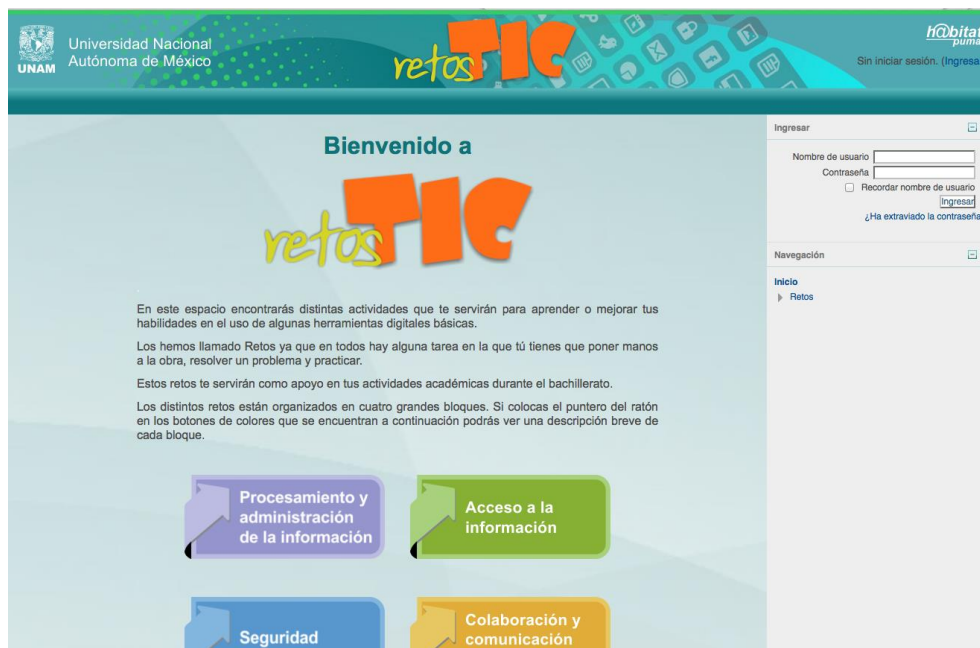 UNAM
Universidad Nacional
Autónoma de México
retos TIC
h@bitat
puma
Sin iniciar sesión. (Ingresa
Bienvenido a
retos TIC
En este espacio encontrarás distintas actividades que te servirán para aprender o mejorar tus
habilidades en el uso de algunas herramientas digitales básicas.
Los hemos llamado Retos ya que en todos hay alguna tarea en la que tú tienes que poner manos
a la obra, resolver un problema y practicar.
Estos retos te servirán como apoyo en tus actividades académicas durante el bachillerato.
Los distintos retos están organizados en cuatro grandes bloques. Si colocas el puntero del ratón
en los botones de colores que se encuentran a continuación podrás ver una descripción breve de
cada bloque.
Procesamiento y
administración
de la información
Acceso a la
información
Seguridad
Colaboración y
comunicación
Ingresar
Nombre de usuario
Contraseña
Recordar nombre de usuario
Ingresar
¿Ha extraviado la contraseña
Navegación
Inicio
Retos